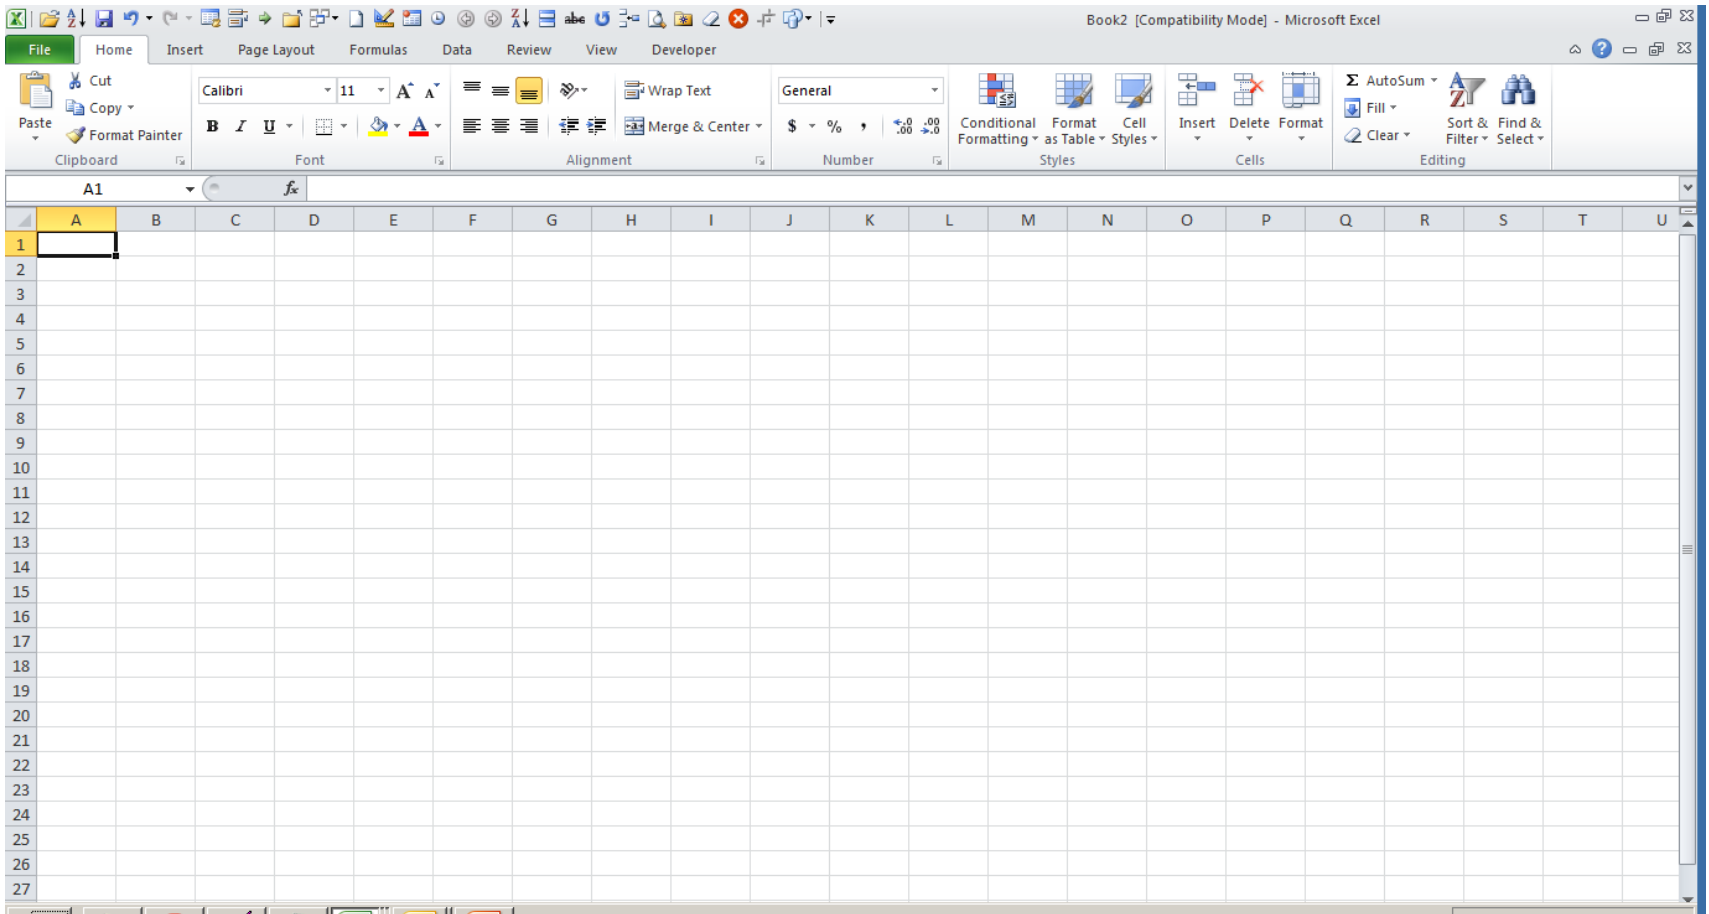 Book2 [Compatibility Mode] - Microsoft Excel
File Home Insert Page Layout Formulas Data Review View Developer
Paste
Cut
Copy
Format Painter
Clipboard
Calibri 11
B I U
Font
Wrap Text
Merge & Center
Alignment
General
$ % ,
Number
Conditional Formatting
Format as Table
Cell Styles
Styles
Insert Delete Format
Cells
Σ AutoSum
Fill
Clear
Sort & Filter
Find & Select
Editing
A1 fx
A B C D E F G H I J K L M N O P Q R S T U
1
2
3
4
5
6
7
8
9
10
11
12
13
14
15
16
17
18
19
20
21
22
23
24
25
26
27